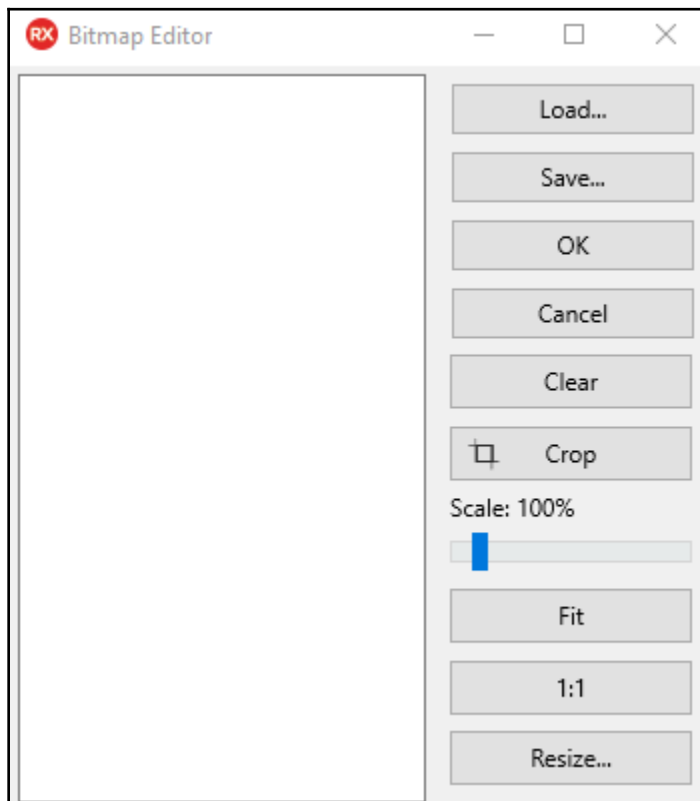 RX Bitmap Editor
Load...
Save...
OK
Cancel
Clear
Crop
Scale: 100%
Fit
1:1
Resize...